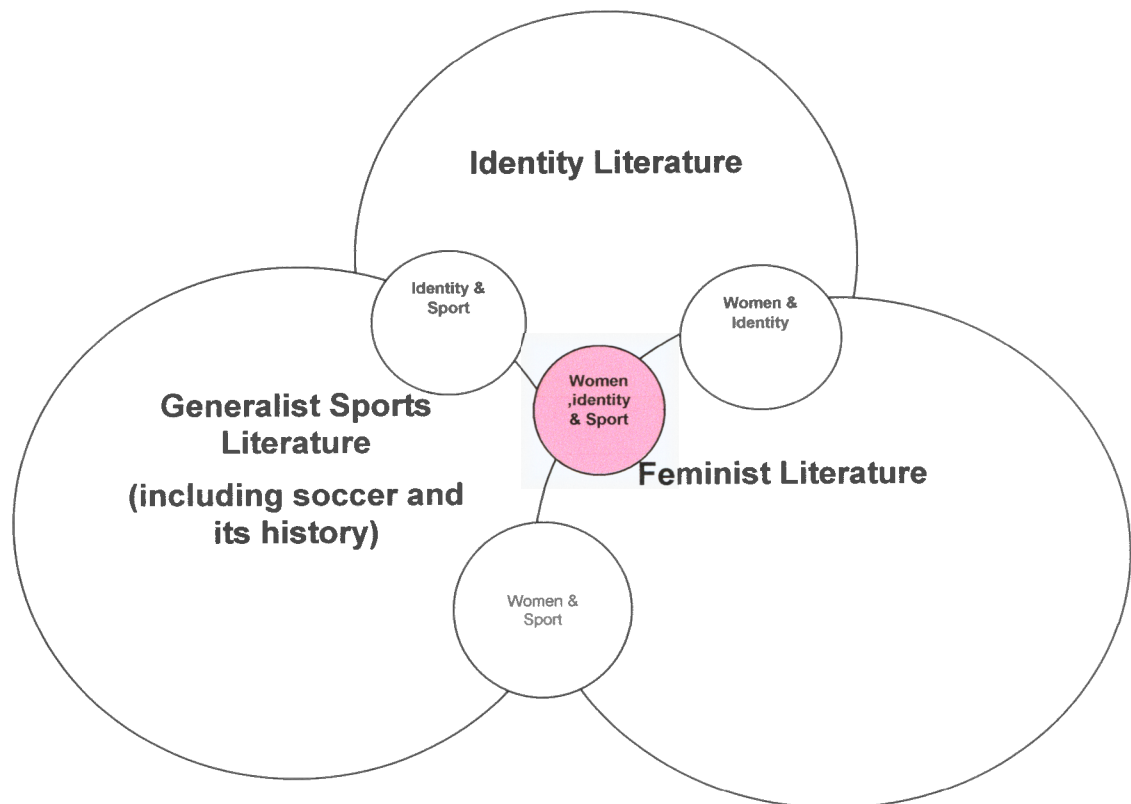 Identity Literature
Identity &
Sport
Women &
Identity
Women
,identity
& Sport
Generalist Sports
Literature
(including soccer and
its history)
Feminist Literature
Women &
Sport